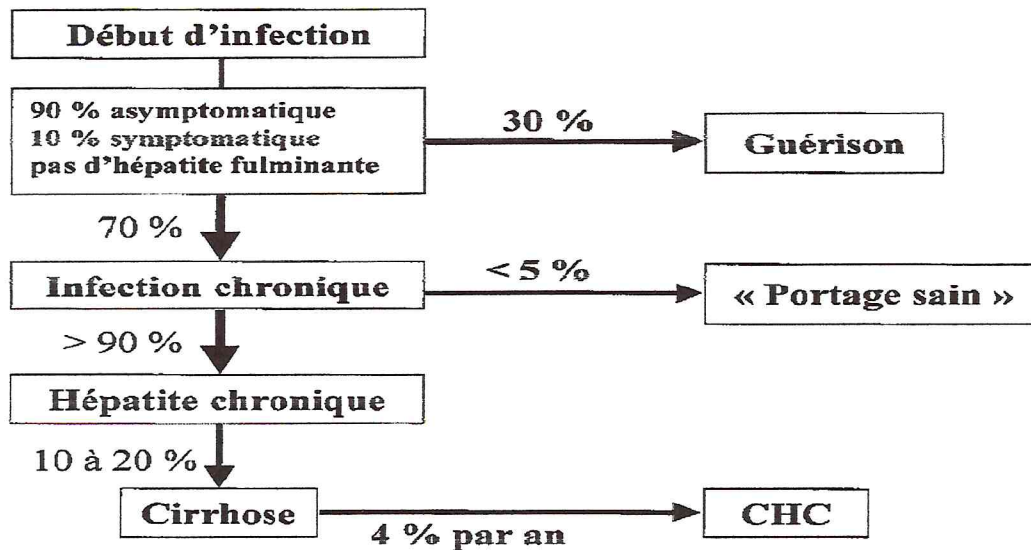 Début d'infection
90 % asymptomatique
10 % symptomatique
pas d'hépatite fulminante
30 %
Guérison
70 %
Infection chronique
< 5 %
« Portage sain »
> 90 %
Hépatite chronique
10 à 20 %
Cirrhose
4 % par an
CHC